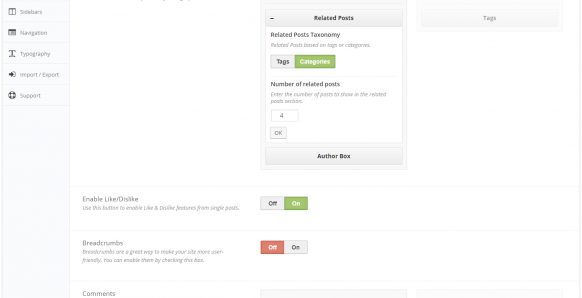 Sidebars
Navigation
Typography
Import / Export
Support
Related Posts
Related Posts Taxonomy
Related Posts based on tags or categories.
Tags
Categories
Number of related posts
Enter the number of posts to show in the related
posts section.
4
OK
Author Box
Tags
Enable Like/Dislike
Use this button to enable Like & Dislike features from single posts.
Off
On
Breadcrumbs
Breadcrumbs are a great way to make your site more user-
friendly. You can enable them by checking this box.
Off
On
Comments